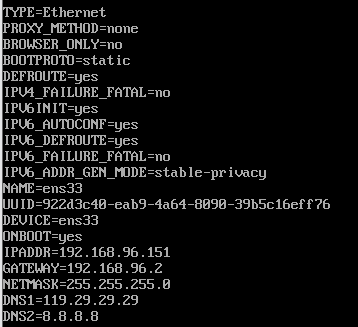 TYPE=Ethernet
PROXY_METHOD=none
BROWSER_ONLY=no
BOOTPROTO=static
DEFROUTE=yes
IPV4_FAILURE_FATAL=no
IPV6INIT=yes
IPV6_AUTOCONF=yes
IPV6_DEFROUTE=yes
IPV6_FAILURE_FATAL=no
IPV6_ADDR_GEN_MODE=stable-privacy
NAME=ens33
UUID=922d3c40-eab9-4a64-8090-39b5c16eff76
DEVICE=ens33
ONBOOT=yes
IPADDR=192.168.96.151
GATEWAY=192.168.96.2
NETMASK=255.255.255.0
DNS1=119.29.29.29
DNS2=8.8.8.8